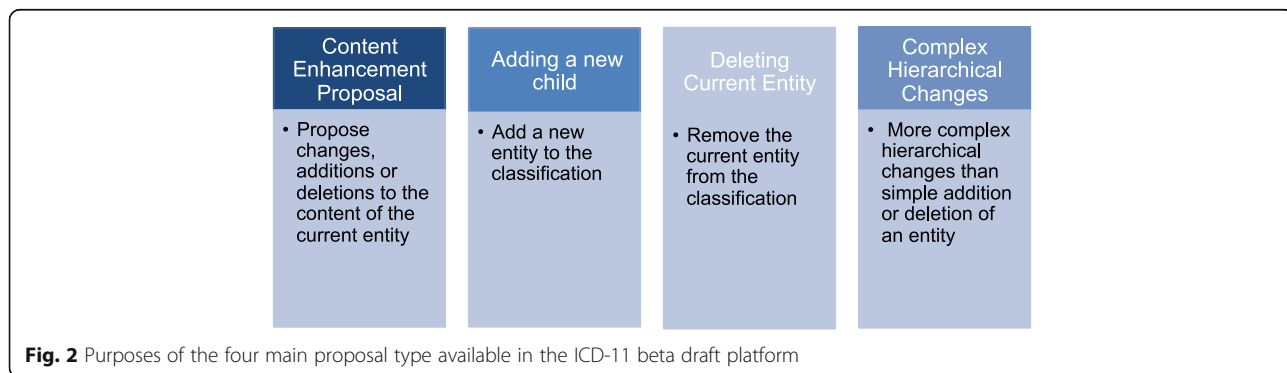 Content
Enhancement
Proposal
• Propose
changes,
additions or
deletions to the
content of the
current entity
Adding a new
child
• Add a new
entity to the
classification
Deleting
Current Entity
• Remove the
current entity
from the
classification
Complex
Hierarchical
Changes
• More complex
hierarchical
changes than
simple addition
or deletion of
an entity
Fig. 2 Purposes of the four main proposal type available in the ICD-11 beta draft platform